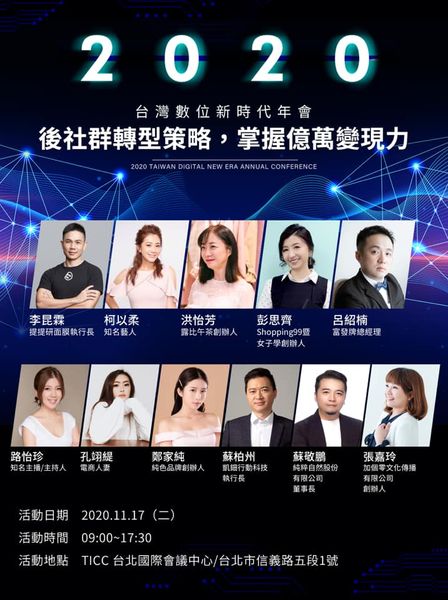 2020
台灣數位新時代年會
後社群轉型策略，掌握億萬變現力
2020 TAIWAN DIGITAL NEW ERA ANNUAL CONFERENCE
李昆霖
提提研面膜執行長
柯以柔
知名藝人
洪怡芳
露比午茶創辦人
彭思齊
Shopping99暨
女子學創辦人
呂紹楠
富發牌總經理
路怡珍
知名主播/主持人
孔翊緹
電商人妻
鄭家純
純色品牌創辦人
蘇柏州
凱鈿行動科技
執行長
蘇敬鵬
純粹自然股份
有限公司
董事長
張嘉玲
加個零文化傳播
有限公司
創辦人
活動日期 2020.11.17（二）
活動時間 09:00~17:30
活動地點 TICC 台北國際會議中心/台北市信義路五段1號